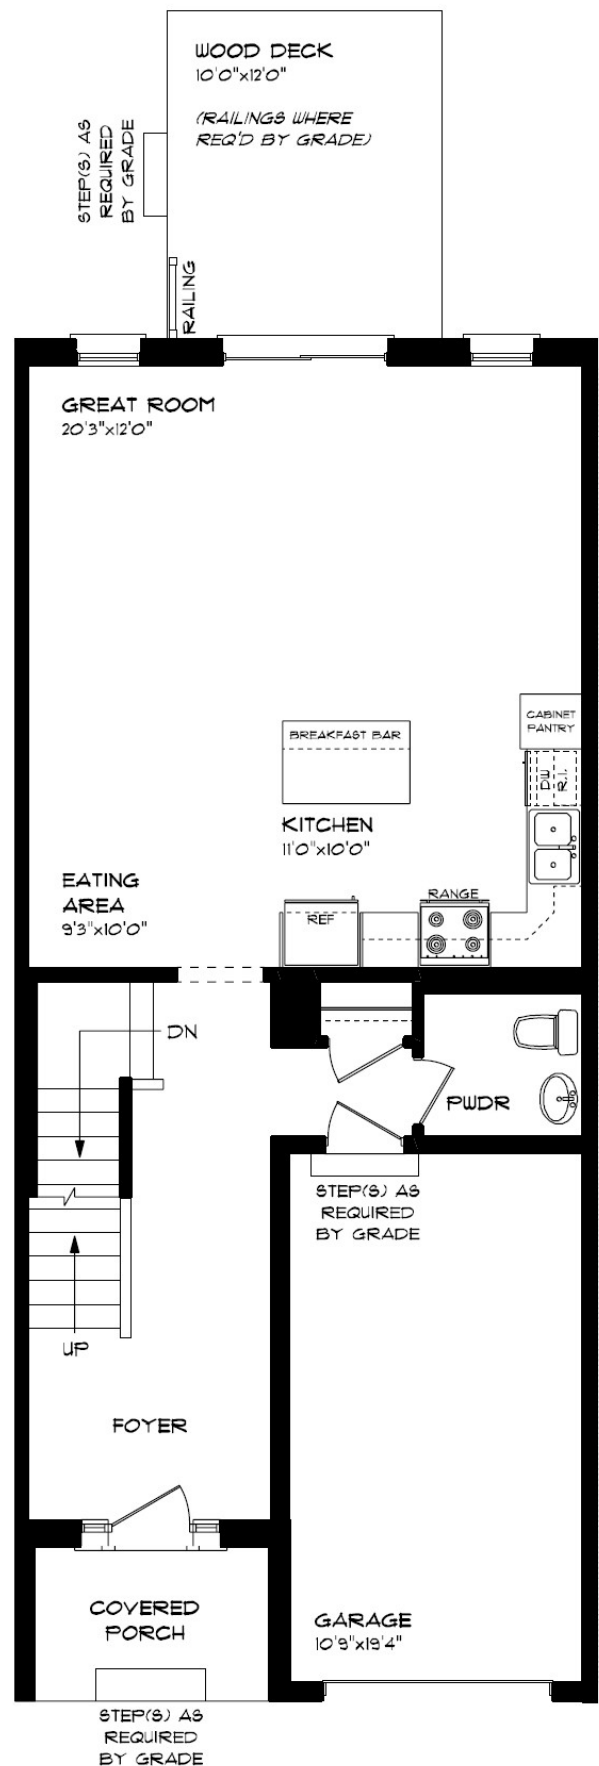 WOOD DECK
10'0"x12'0"
(RAILINGS WHERE
REQ'D BY GRADE)
STEP(S) AS
REQUIRED
BY GRADE
RAILING
GREAT ROOM
20'3"x12'0"
CABINET
PANTRY
BREAKFAST BAR
DW
R.I.
KITCHEN
11'0"x10'0"
EATING
AREA
9'3"x10'0"
RANGE
REF
DN
PWDR
STEP(S) AS
REQUIRED
BY GRADE
UP
FOYER
COVERED
PORCH
GARAGE
10'9"x19'4"
STEP(S) AS
REQUIRED
BY GRADE